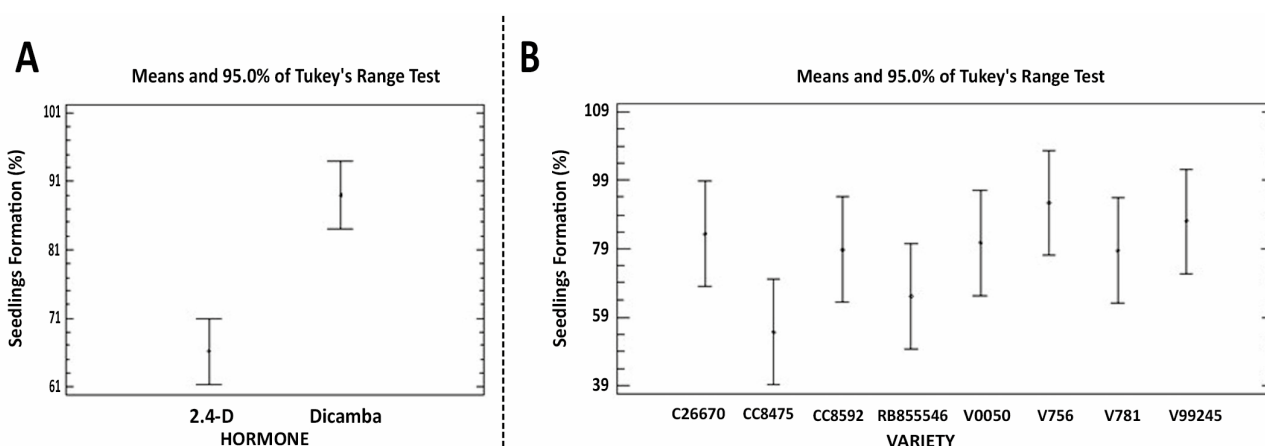 A
Means and 95.0% of Tukey's Range Test
Seedlings Formation (%)
101
91
81
71
61
2.4-D Dicamba
HORMONE
B
Means and 95.0% of Tukey's Range Test
Seedlings Formation (%)
109
99
79
59
39
C26670 CC8475 CC8592 RB855546 V0050 V756 V781 V99245
VARIETY